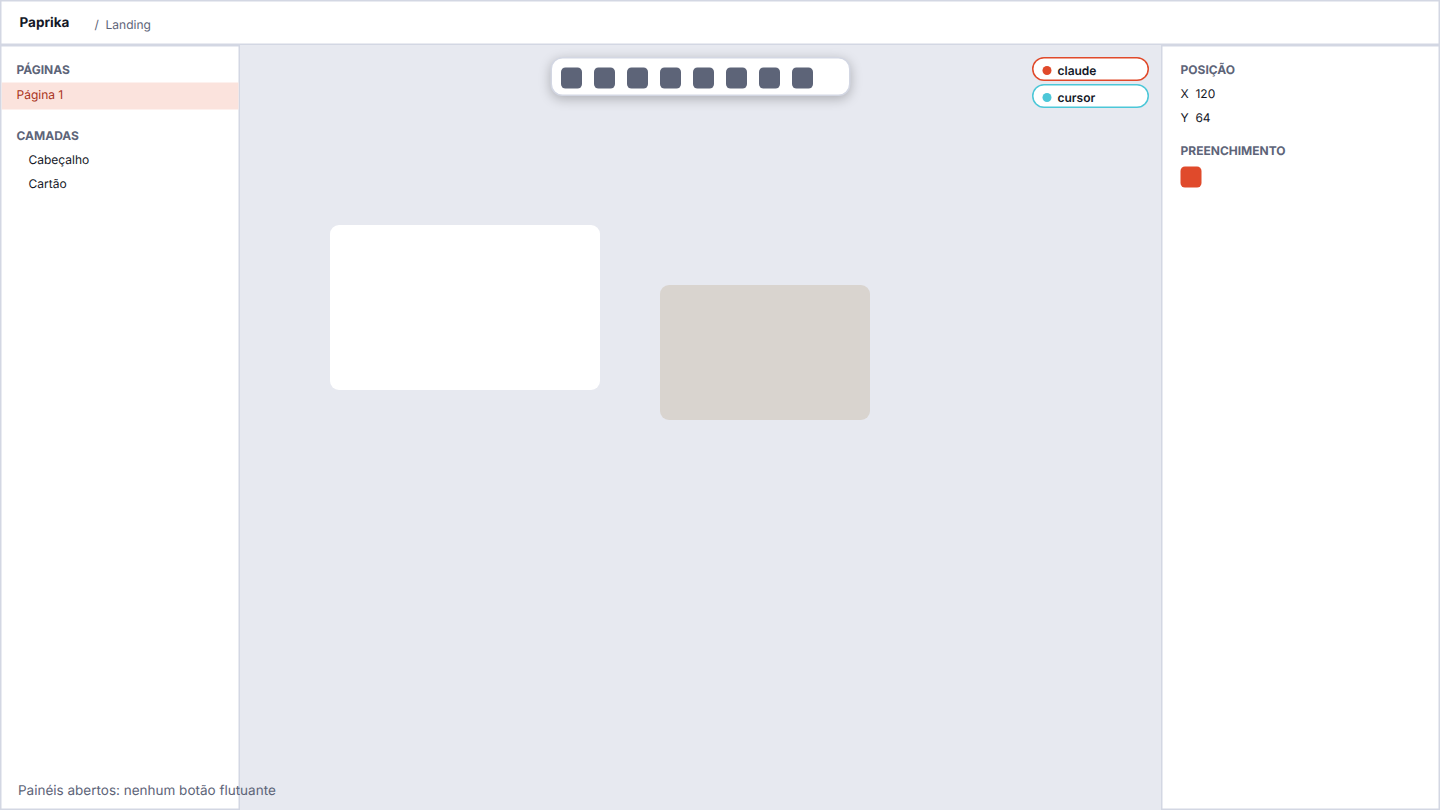 Paprika / Landing
PÁGINAS
Página 1
CAMADAS
Cabeçalho
Cartão
claude
cursor
POSIÇÃO
X 120
Y 64
PREENCHIMENTO
Painéis abertos: nenhum botão flutuante